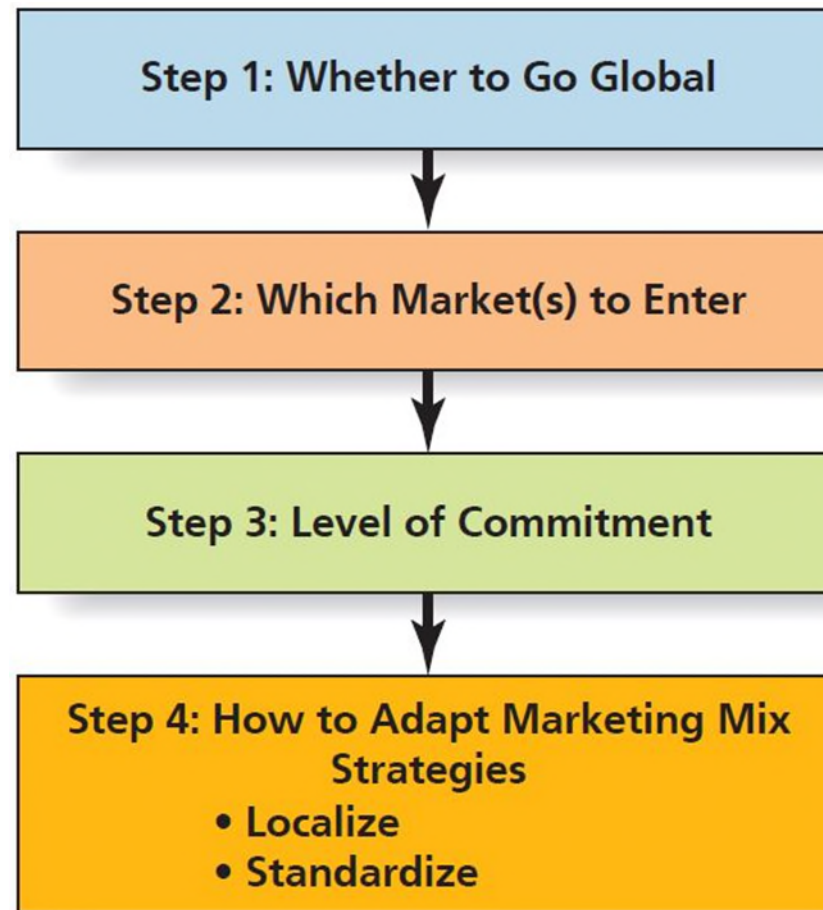 Step 1: Whether to Go Global
Step 2: Which Market(s) to Enter
Step 3: Level of Commitment
Step 4: How to Adapt Marketing Mix
Strategies
• Localize
• Standardize